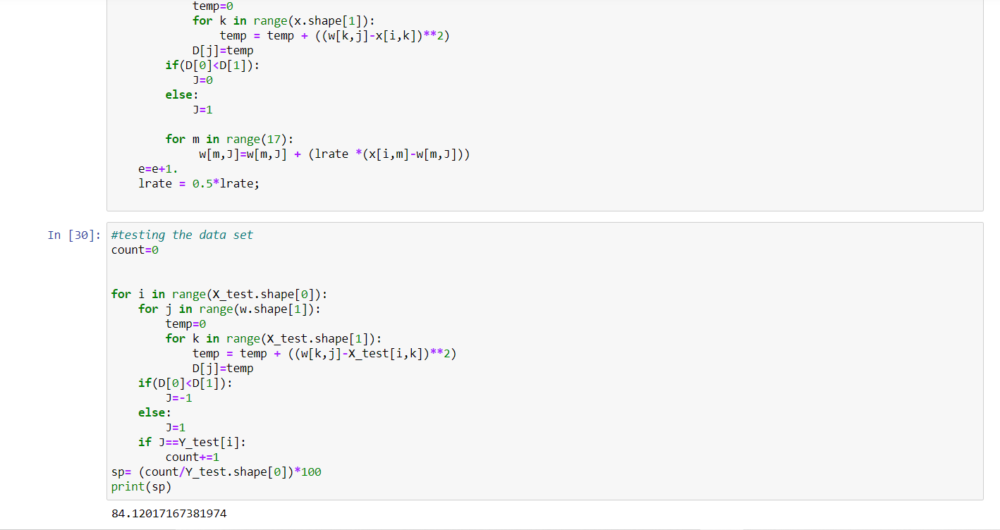 temp=0
for k in range(x.shape[1]):
temp = temp + ((w[k,j]-x[i,k])**2)
D[j]=temp
if(D[0]<D[1]):
J=0
else:
J=1
for m in range(17):
w[m,J]=w[m,J] + (lrate *(x[i,m]-w[m,J]))
e=e+1.
lrate = 0.5*lrate;
In [30]: #testing the data set
count=0
for i in range(X_test.shape[0]):
for j in range(w.shape[1]):
temp=0
for k in range(X_test.shape[1]):
temp = temp + ((w[k,j]-X_test[i,k])**2)
D[j]=temp
if(D[0]<D[1]):
J=-1
else:
J=1
if J==Y_test[i]:
count+=1
sp= (count/Y_test.shape[0])*100
print(sp)
84.12017167381974